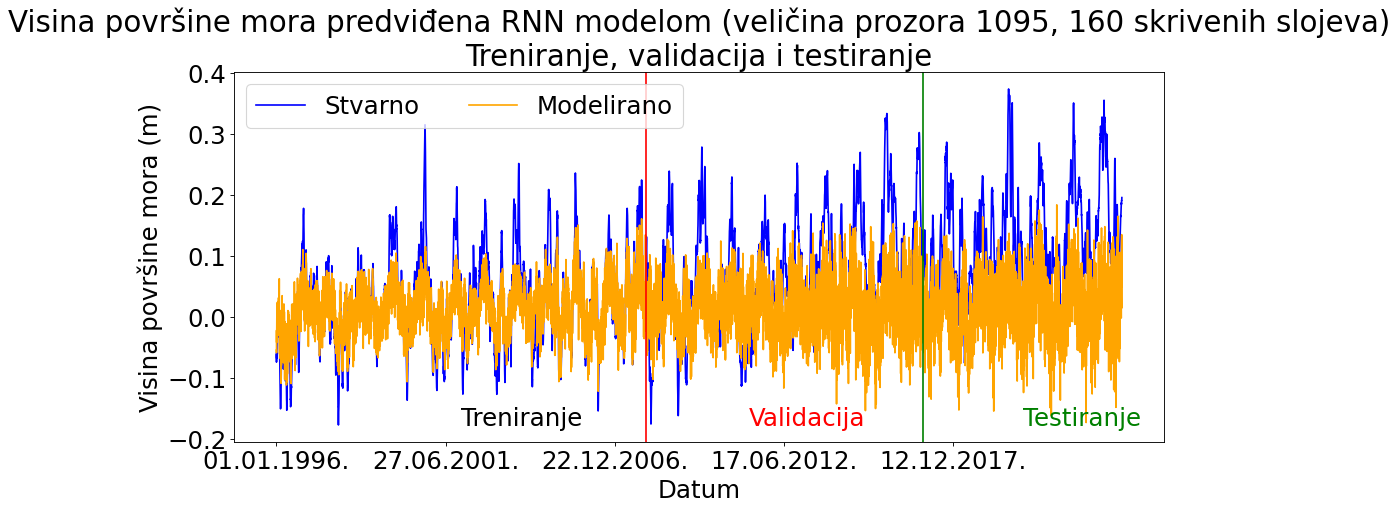 Visina površine mora predviđena RNN modelom (veličina prozora 1095, 160 skrivenih slojeva)
Treniranje, validacija i testiranje
Visina površine mora (m)
0.4
0.3
0.2
0.1
0.0
−0.1
−0.2
Stvarno Modelirano
Treniranje Validacija Testiranje
01.01.1996. 27.06.2001. 22.12.2006. 17.06.2012. 12.12.2017.
Datum